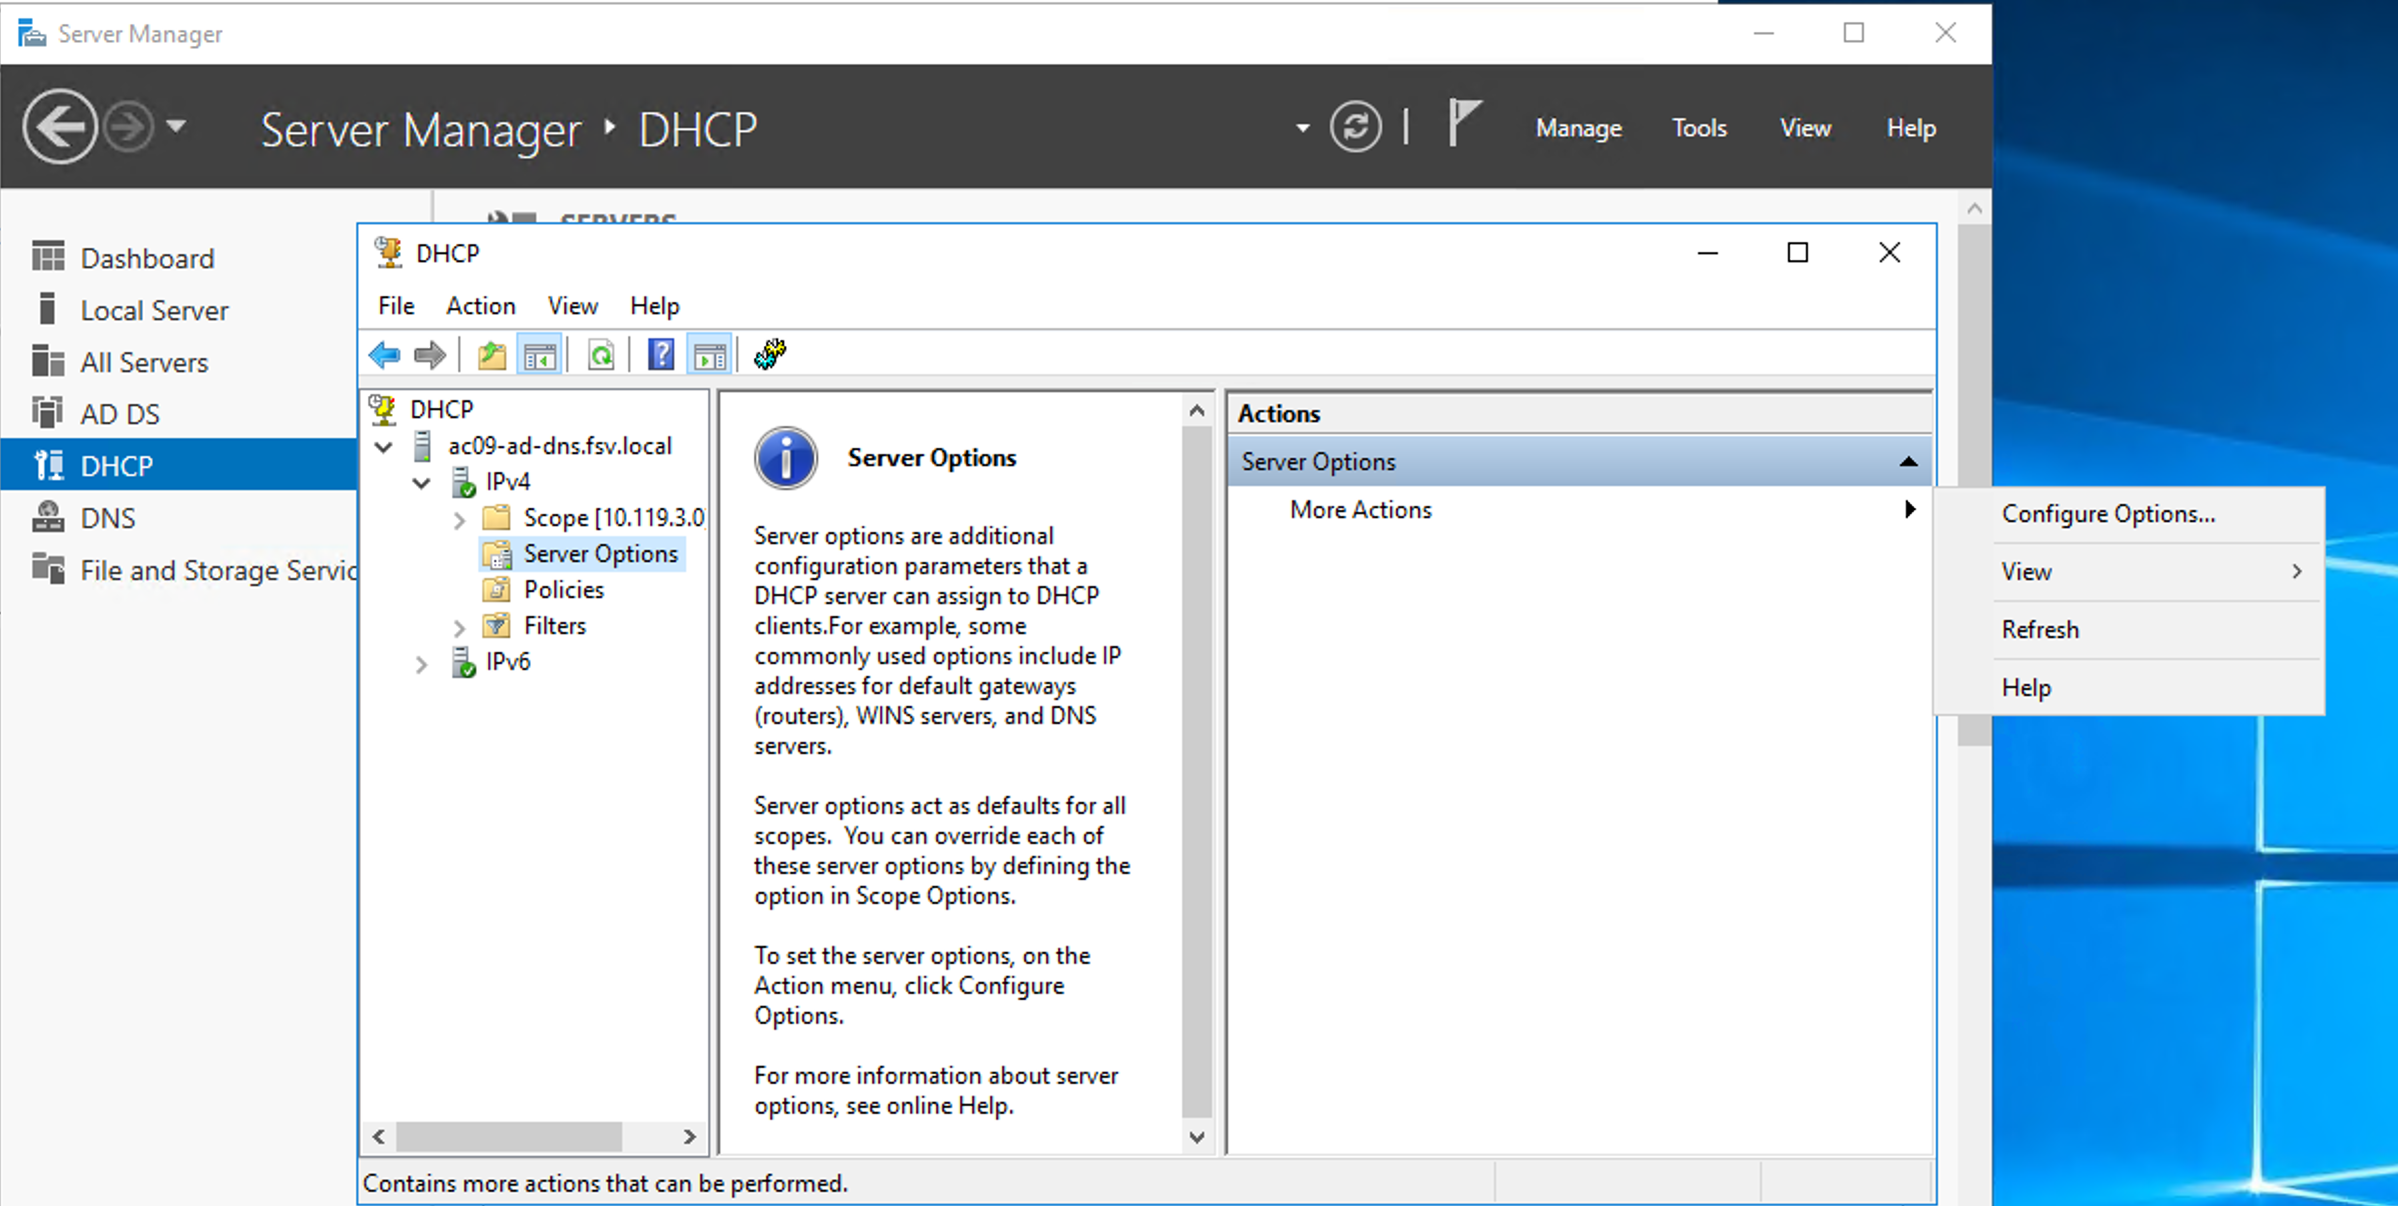 Server Manager
Server Manager DHCP
Manage Tools View Help
SERVERS
Dashboard
Local Server
All Servers
AD DS
DHCP
DNS
File and Storage Servic
DHCP
File Action View Help
DHCP
ac09-ad-dns.fsv.local
IPv4
Scope [10.119.3.0
Server Options
Policies
Filters
IPv6
Server Options
Server options are additional
configuration parameters that a
DHCP server can assign to DHCP
clients.For example, some
commonly used options include IP
addresses for default gateways
(routers), WINS servers, and DNS
servers.
Server options act as defaults for all
scopes.  You can override each of
these server options by defining the
option in Scope Options.
To set the server options, on the
Action menu, click Configure
Options.
For more information about server
options, see online Help.
Actions
Server Options
More Actions
Configure Options...
View
Refresh
Help
Contains more actions that can be performed.